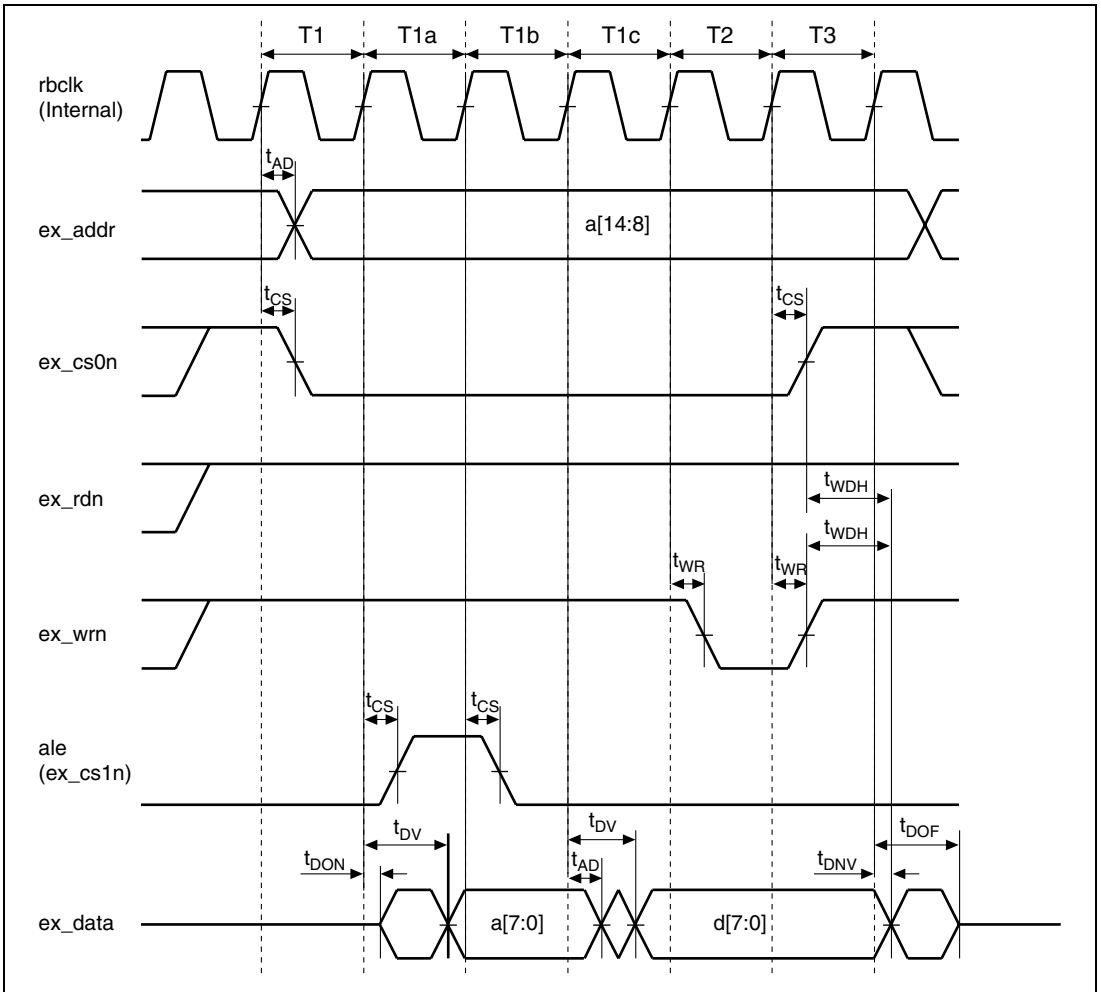 T1 T1a T1b T1c T2 T3
rbclk
(Internal)
tAD
ex_addr
a[14:8]
tCS tCS
ex_cs0n
ex_rdn
tWDH
tWDH
tWR tWR
ex_wrn
tCS tCS
ale
(ex_cs1n)
tDV tDV tDOF
tDON tAD tDNV
ex_data
a[7:0] d[7:0]